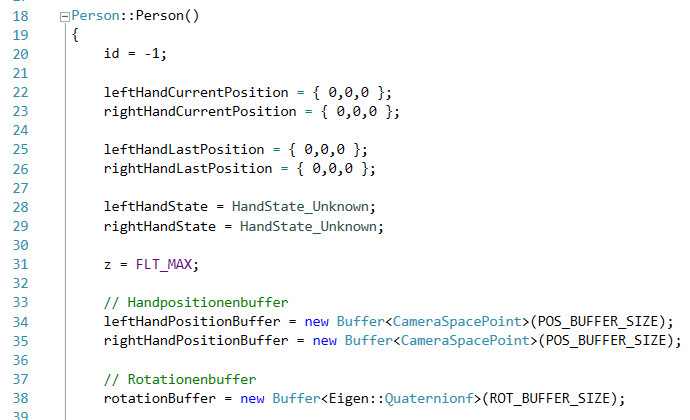 18 Person::Person()
19 {
20 id = -1;
21
22 leftHandCurrentPosition = { 0,0,0 };
23 rightHandCurrentPosition = { 0,0,0 };
24
25 leftHandLastPosition = { 0,0,0 };
26 rightHandLastPosition = { 0,0,0 };
27
28 leftHandState = HandState_Unknown;
29 rightHandState = HandState_Unknown;
30
31 z = FLT_MAX;
32
33 // Handpositionenbuffer
34 leftHandPositionBuffer = new Buffer<CameraSpacePoint>(POS_BUFFER_SIZE);
35 rightHandPositionBuffer = new Buffer<CameraSpacePoint>(POS_BUFFER_SIZE);
36
37 // Rotationenbuffer
38 rotationBuffer = new Buffer<Eigen::Quaternionf>(ROT_BUFFER_SIZE);
39